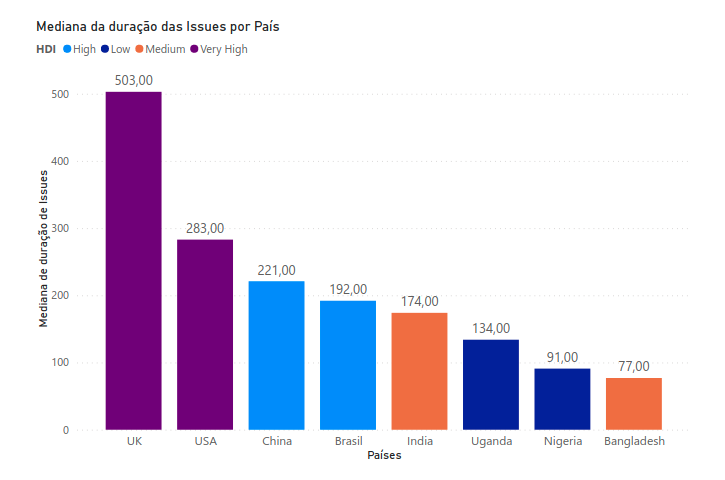 Mediana da duração das Issues por País
HDI High Low Medium Very High
503,00
283,00
221,00
192,00
174,00
134,00
91,00
77,00
500
400
300
200
100
0
Mediana de duração de Issues
UK USA China Brasil India Uganda Nigeria Bangladesh
Países